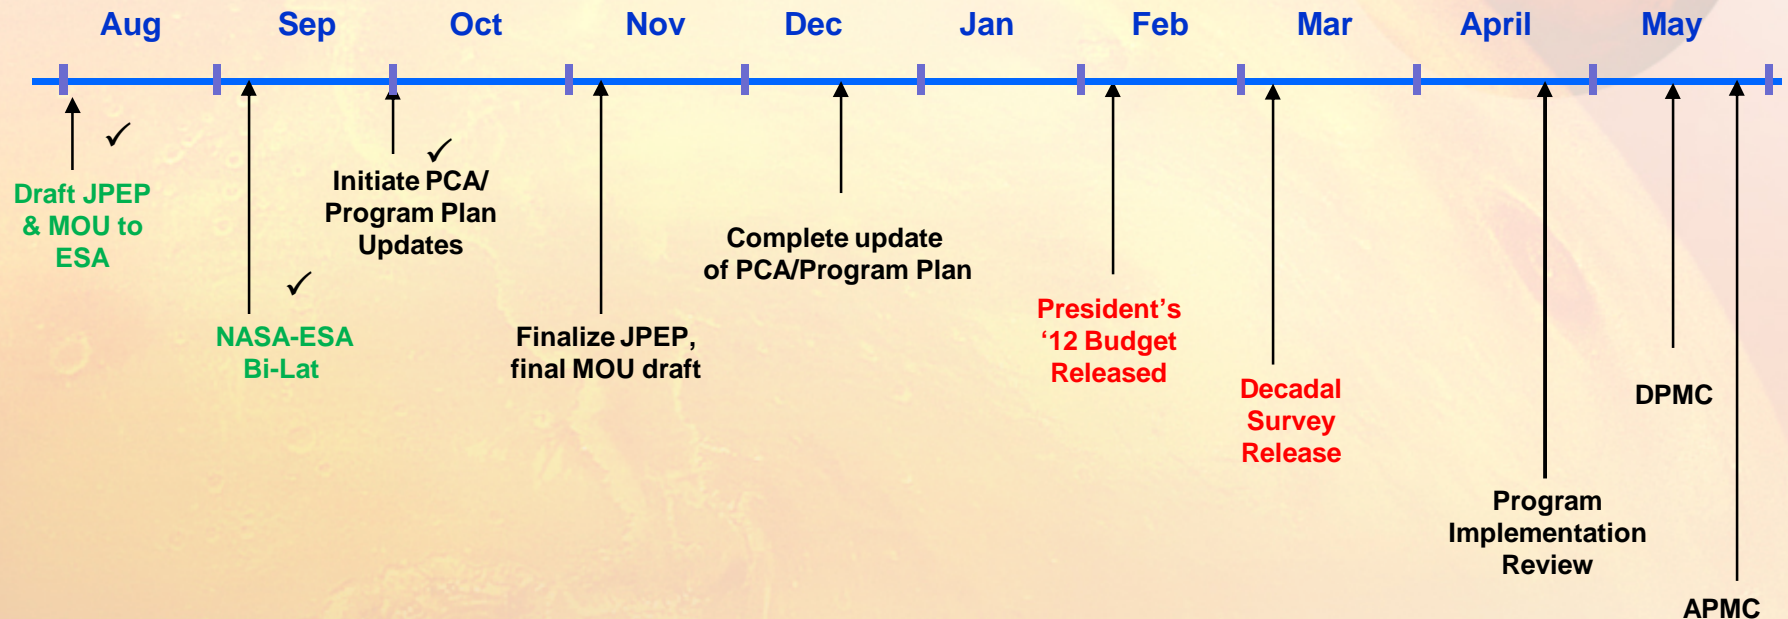 Aug
Sep
Oct
Nov
Dec
Jan
Feb
Mar
April
May
✓
Draft JPEP
& MOU to
ESA
✓
NASA-ESA
Bi-Lat
✓
Initiate PCA/
Program Plan
Updates
Finalize JPEP,
final MOU draft
Complete update
of PCA/Program Plan
President’s
‘12 Budget
Released
Decadal
Survey
Release
Program
Implementation
Review
DPMC
APMC